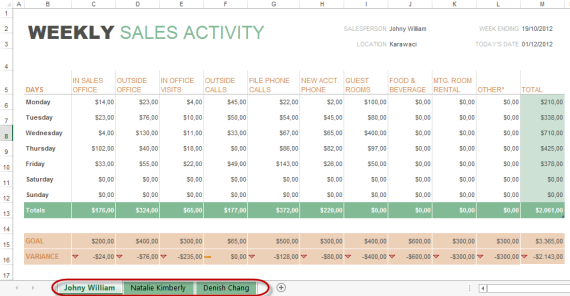 A B C D E F G H I J K L M
1
2 WEEKLY SALES ACTIVITY SALESPERSON Johny William WEEK ENDING 19/10/2012
3 LOCATION Karawaci TODAY'S DATE 01/12/2012
4
IN SALES OUTSIDE IN OFFICE OUTSIDE FILE PHONE NEW ACCT GUEST FOOD & MTG. ROOM
5 DAYS OFFICE OFFICE VISITS CALLS CALLS PHONE ROOMS BEVERAGE RENTAL OTHER* TOTAL
6 Monday $14,00 $23,00 $4,00 $45,00 $22,00 $2,00 $100,00 $0,00 $0,00 $0,00 $210,00
7 Tuesday $23,00 $76,00 $10,00 $50,00 $54,00 $45,00 $80,00 $0,00 $0,00 $0,00 $338,00
8 Wednesday $4,00 $130,00 $11,00 $33,00 $67,00 $65,00 $400,00 $0,00 $0,00 $0,00 $710,00
9 Thursday $102,00 $40,00 $18,00 $0,00 $86,00 $82,00 $97,00 $0,00 $0,00 $0,00 $425,00
10 Friday $33,00 $55,00 $22,00 $49,00 $143,00 $26,00 $50,00 $0,00 $0,00 $0,00 $378,00
11 Saturday $0,00 $0,00 $0,00 $0,00 $0,00 $0,00 $0,00 $0,00 $0,00 $0,00 $0,00
12 Sunday $0,00 $0,00 $0,00 $0,00 $0,00 $0,00 $0,00 $0,00 $0,00 $0,00 $0,00
13 Totals $176,00 $324,00 $65,00 $177,00 $372,00 $220,00 $0,00 $0,00 $0,00 $0,00 $2.061,00
14
15 GOAL $200,00 $400,00 $300,00 $65,00 $500,00 $300,00 $400,00 $600,00 $300,00 $300,00 $3.365,00
16 VARIANCE -$24,00 -$76,00 -$235,00 $0,00 -$128,00 -$80,00 -$400,00 -$600,00 -$300,00 -$300,00 -$2.143,00
17
Johny William Natalie Kimberly Denish Chang